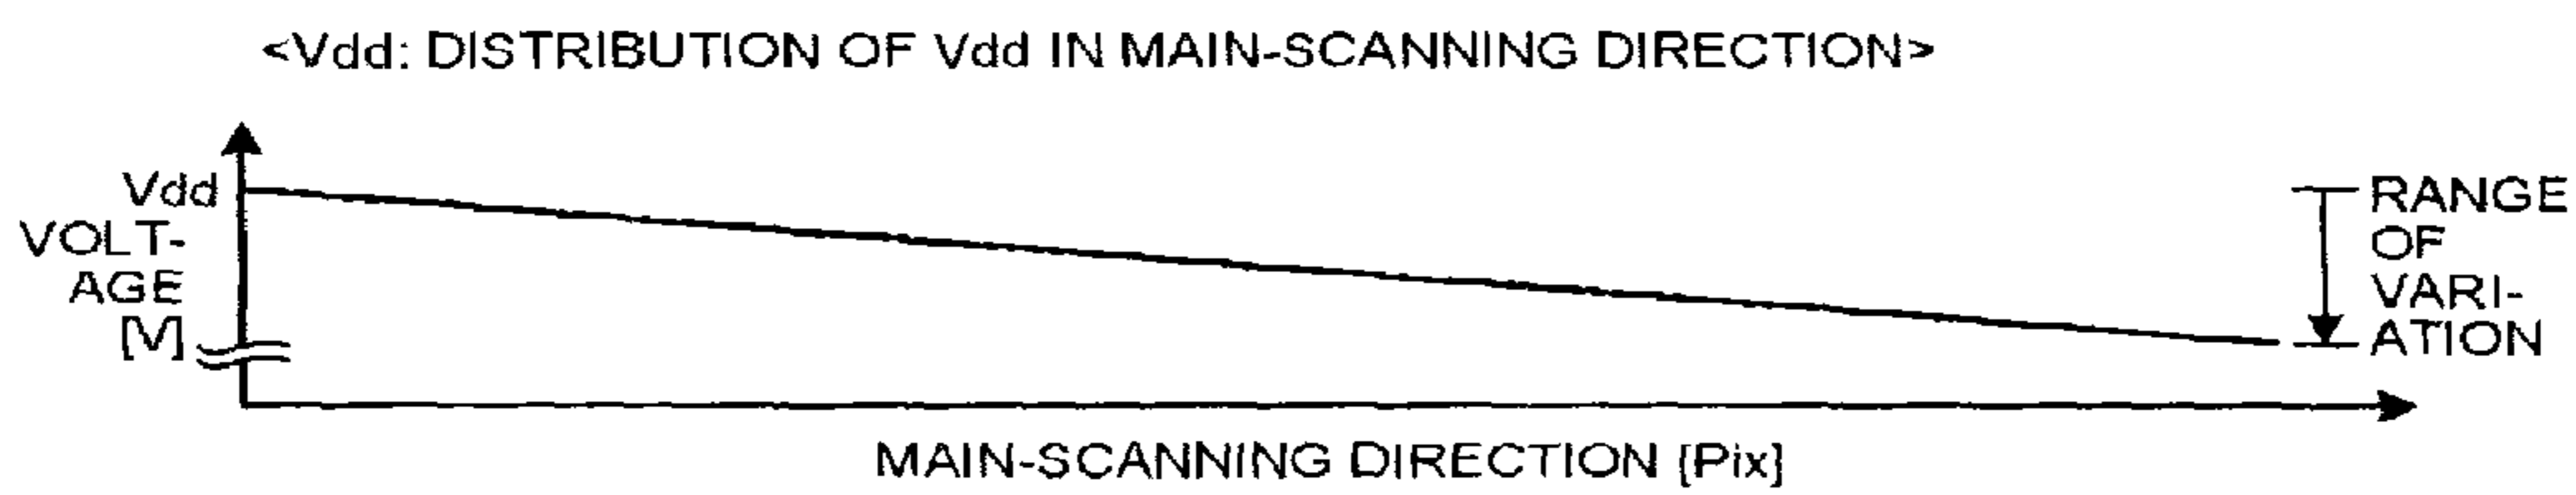 <Vdd: DISTRIBUTION OF Vdd IN MAIN-SCANNING DIRECTION>
Vdd
VOLT-
AGE
[V]
RANGE
OF
VARI-
ATION
MAIN-SCANNING DIRECTION [Pix]